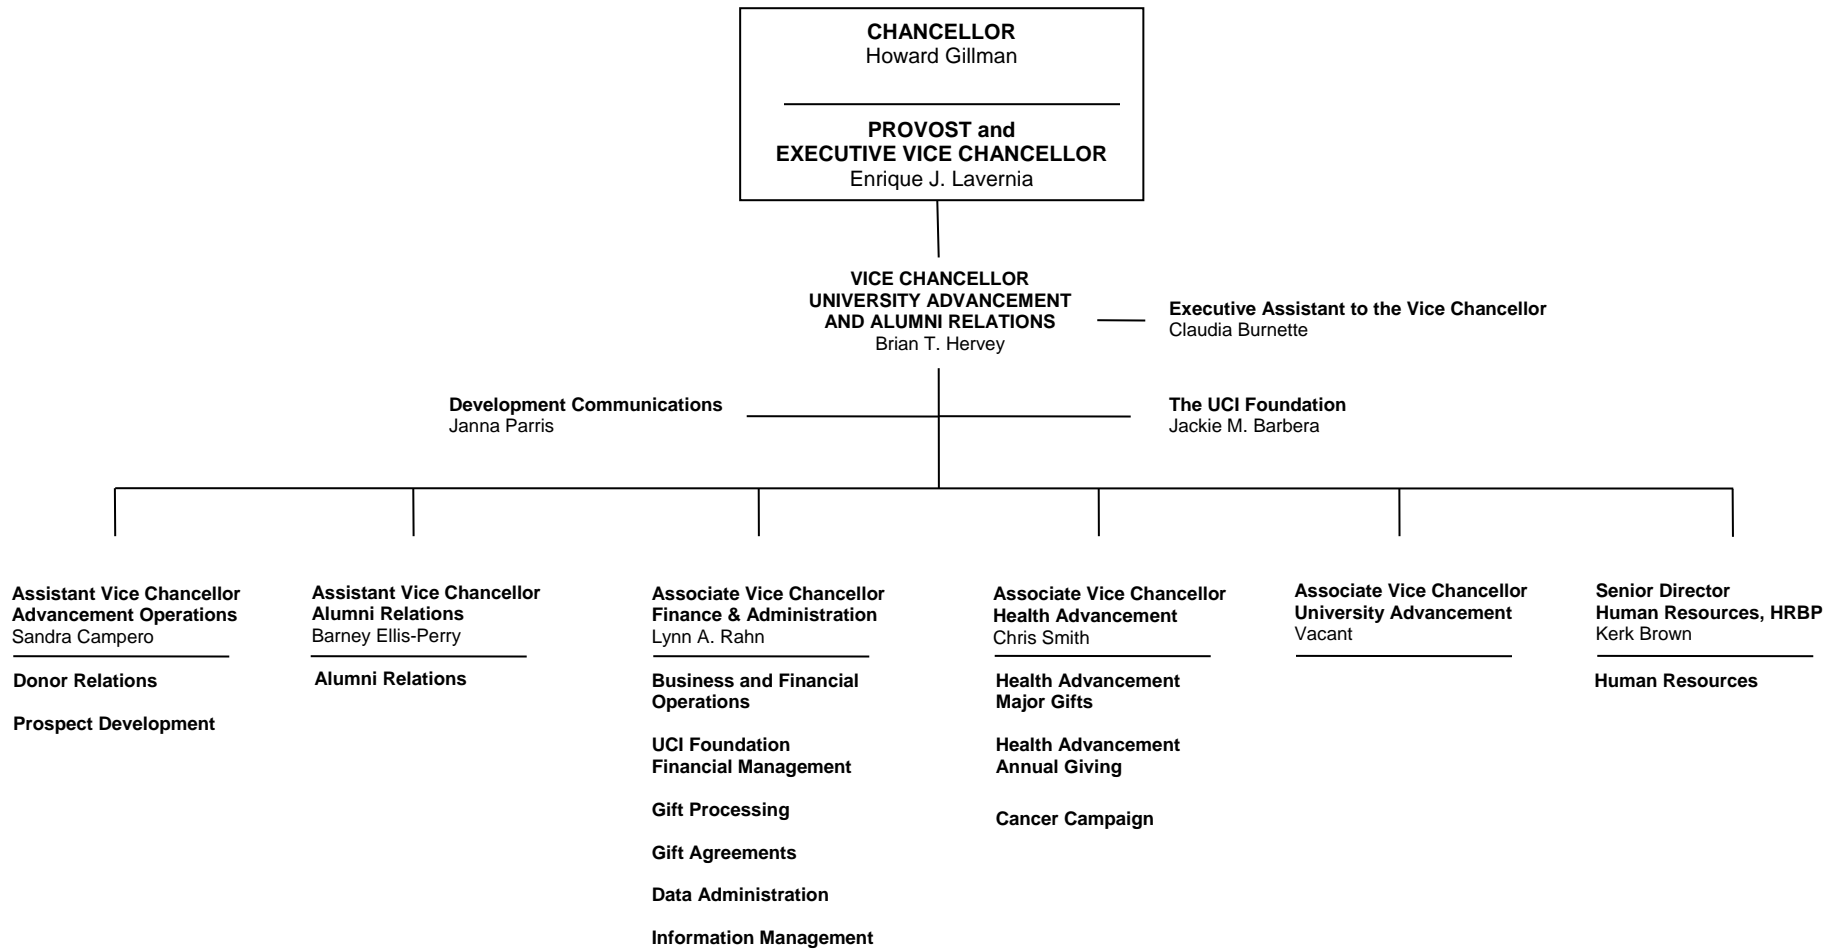 CHANCELLOR
Howard Gillman
PROVOST and
EXECUTIVE VICE CHANCELLOR
Enrique J. Lavernia
VICE CHANCELLOR
UNIVERSITY ADVANCEMENT
AND ALUMNI RELATIONS
Brian T. Hervey
Executive Assistant to the Vice Chancellor
Claudia Burnette
Development Communications
Janna Parris
The UCI Foundation
Jackie M. Barbera
Assistant Vice Chancellor
Advancement Operations
Sandra Campero
Donor Relations
Prospect Development
Assistant Vice Chancellor
Alumni Relations
Barney Ellis-Perry
Alumni Relations
Associate Vice Chancellor
Finance & Administration
Lynn A. Rahn
Business and Financial
Operations
UCI Foundation
Financial Management
Gift Processing
Gift Agreements
Data Administration
Information Management
Associate Vice Chancellor
Health Advancement
Chris Smith
Health Advancement
Major Gifts
Health Advancement
Annual Giving
Cancer Campaign
Associate Vice Chancellor
University Advancement
Vacant
Senior Director
Human Resources, HRBP
Kerk Brown
Human Resources